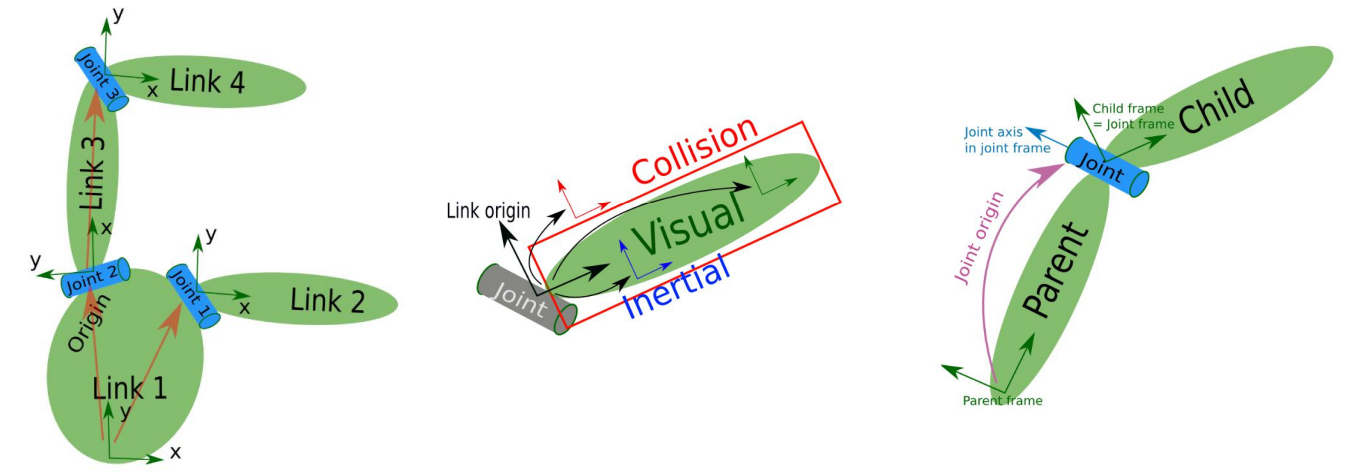 y
Joint 3
x
Link 4
Link 3
x
y
Joint 2
Origin
y
Joint 1
x
Link 2
Link 1
y
x
Collision
Link origin
Visual
Joint
Inertial
Child frame
= Joint frame
Child
Joint axis
in joint frame
Joint
Joint origin
Parent
Parent frame